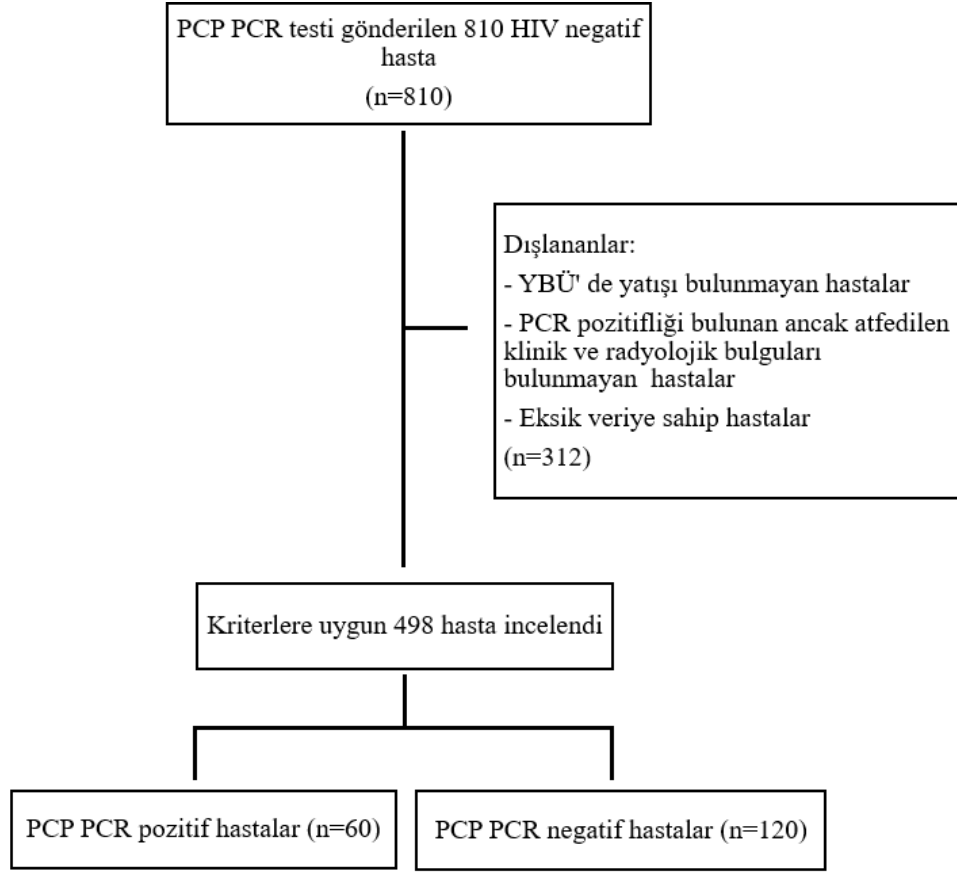 PCP PCR testi gönderilen 810 HIV negatif
hasta
(n=810)
Dışlananlar:
- YBÜ' de yatışı bulunmayan hastalar
- PCR pozitifliği bulunan ancak atfedilen
klinik ve radyolojik bulguları
bulunmayan  hastalar
- Eksik veriye sahip hastalar
(n=312)
Kriterlere uygun 498 hasta incelendi
PCP PCR pozitif hastalar (n=60)
PCP PCR negatif hastalar (n=120)